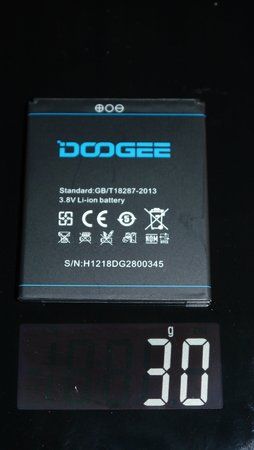 DOOGEE
Standard:GB/T18287-2013
3.8V Li-ion battery
S/N:H1218DG2800345
g
30